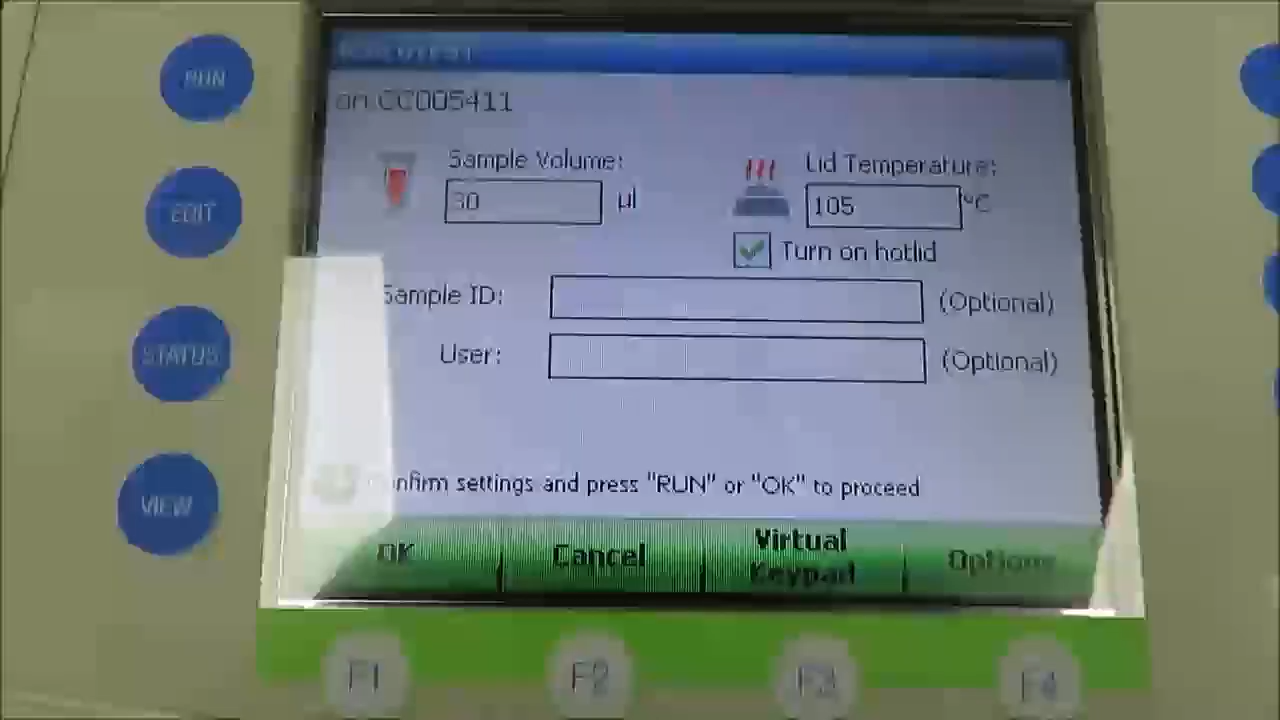 RUN
on CC005411
Sample Volume:
30
µl
Lid Temperature:
105
°C
Turn on hotlid
EDIT
Sample ID:
(Optional)
STATUS
User:
(Optional)
VIEW
Confirm settings and press "RUN" or "OK" to proceed
OK
Cancel
Virtual
Keypad
Options
F1
F2
F3
F4